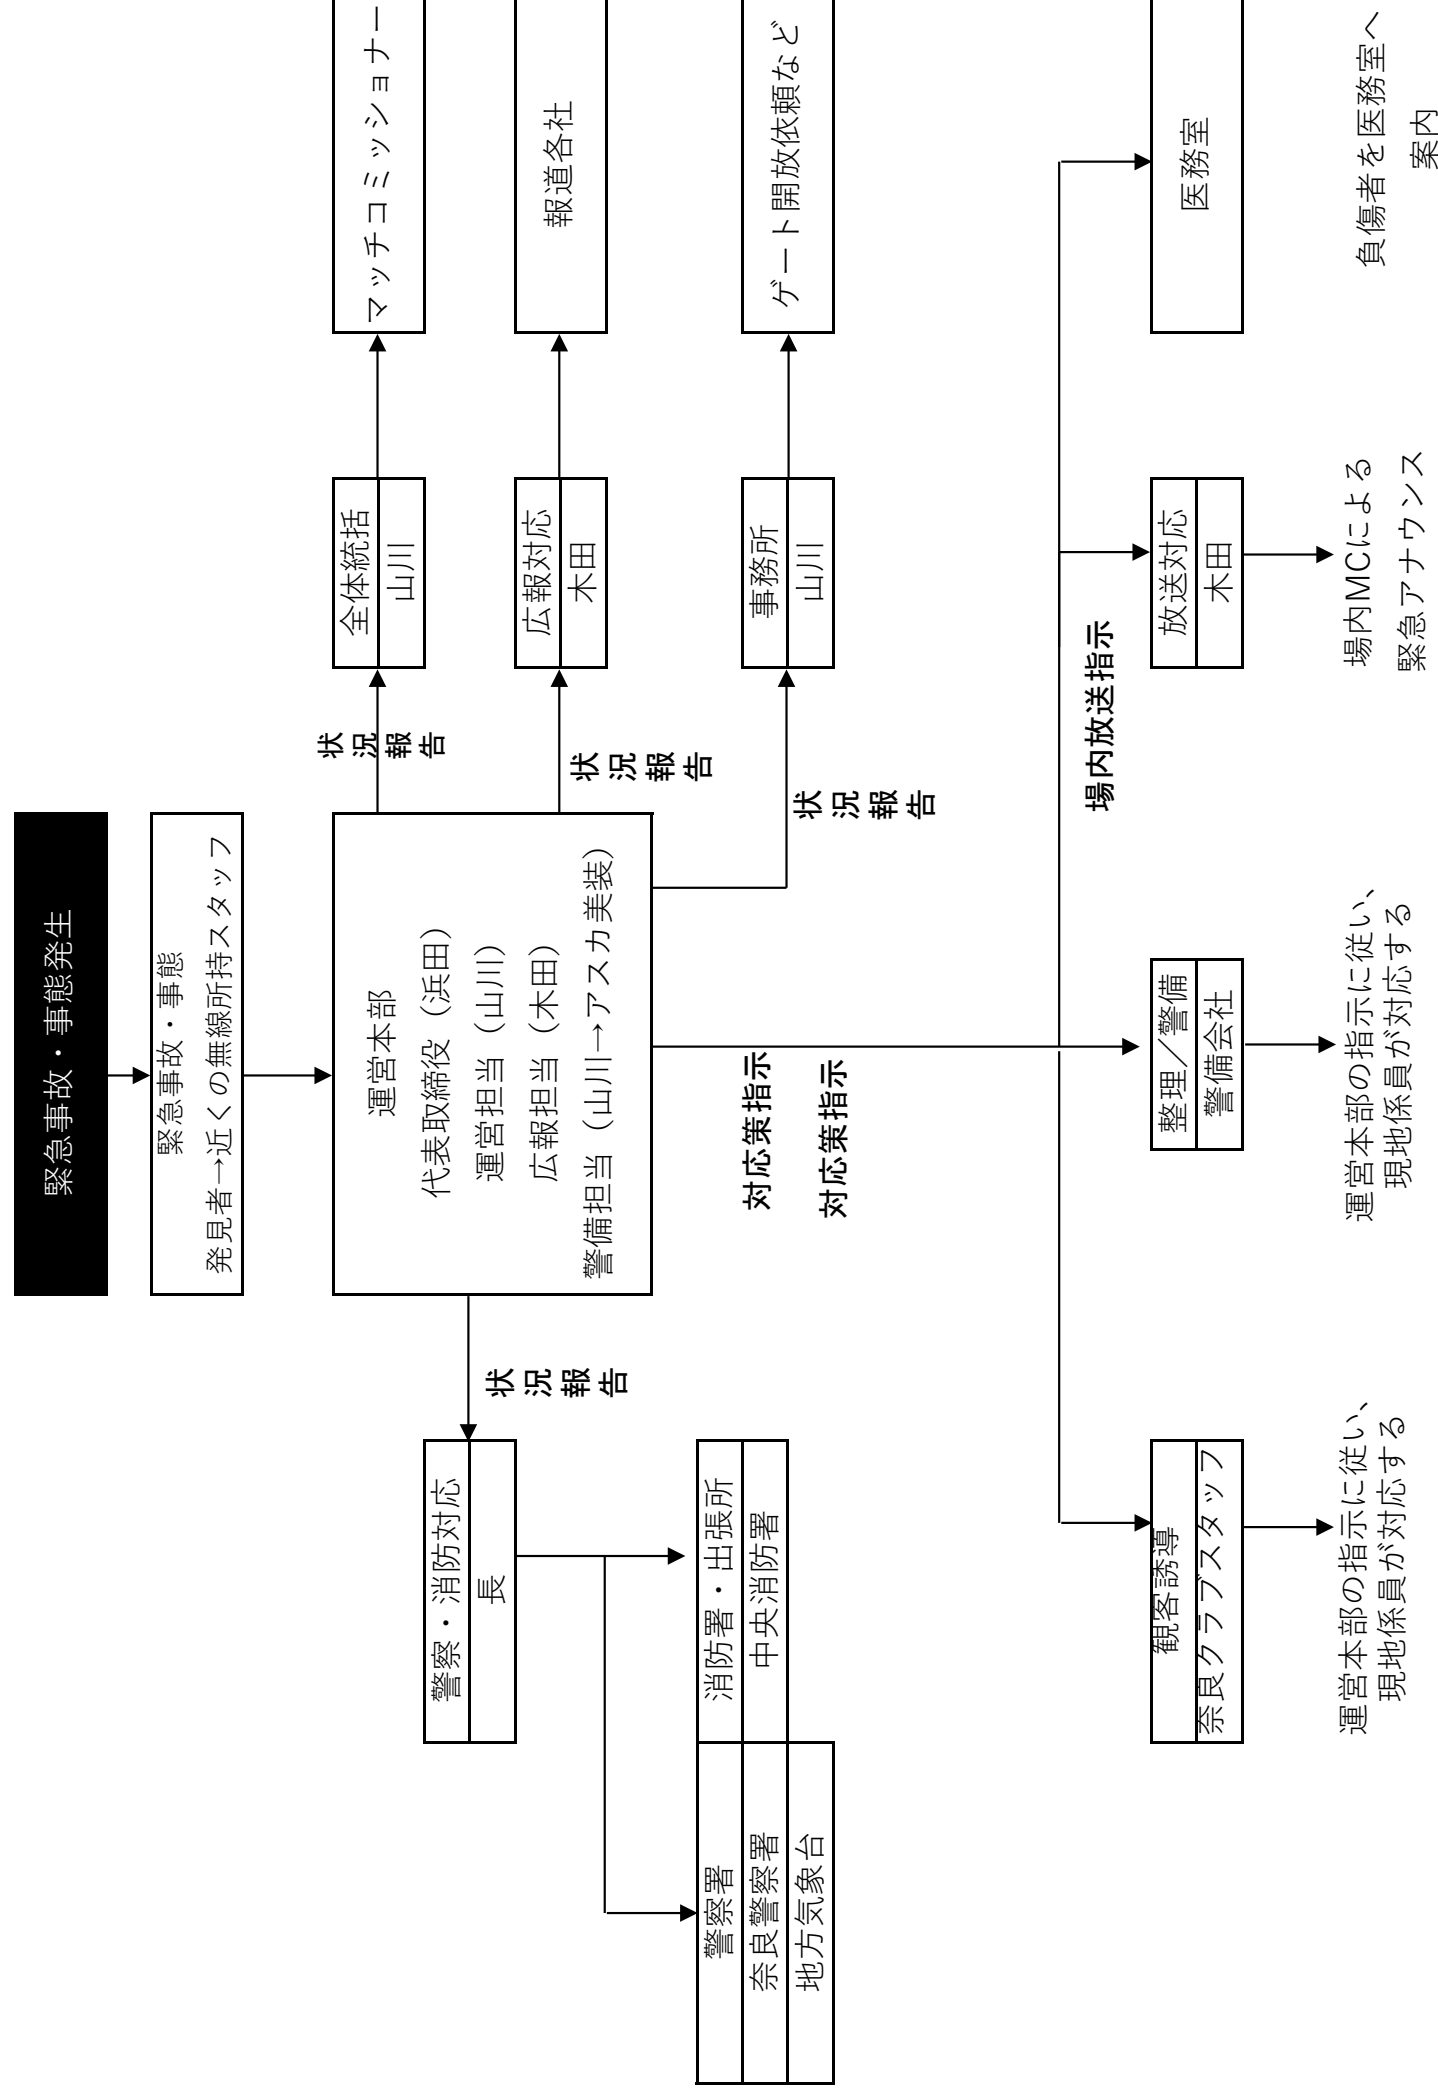 緊急事故・事態発生
緊急事故・事態
発見者→近くの無線所持スタッフ
運営本部
代表取締役（浜田）
運営担当（山川）
広報担当（木田）
警備担当（山川→アスカ美装）
状況報告
全体統括
山川
マッチコミッショナー
状況報告
広報対応
木田
報道各社
状況報告
事務所
山川
ゲート開放依頼など
状況報告
警察・消防対応
長
消防署・出張所
中央消防署
警察署
奈良警察署
地方気象台
対応策指示
対応策指示
場内放送指示
観客誘導
奈良クラブスタッフ
運営本部の指示に従い、
現地係員が対応する
整理／警備
警備会社
運営本部の指示に従い、
現地係員が対応する
放送対応
木田
場内MCによる
緊急アナウンス
医務室
負傷者を医務室へ
案内